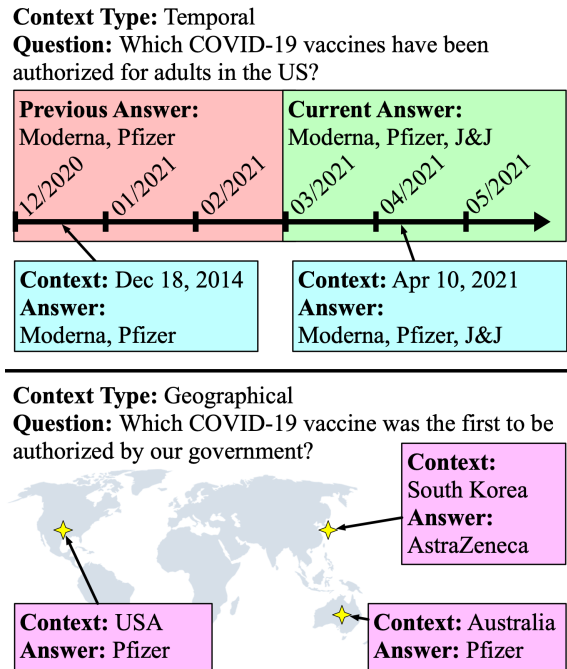 Context Type: Temporal
Question: Which COVID-19 vaccines have been
authorized for adults in the US?
Previous Answer:
Moderna, Pfizer
Current Answer:
Moderna, Pfizer, J&J
12/2020
01/2021
02/2021
03/2021
04/2021
05/2021
Context: Dec 18, 2014
Answer:
Moderna, Pfizer
Context: Apr 10, 2021
Answer:
Moderna, Pfizer, J&J
Context Type: Geographical
Question: Which COVID-19 vaccine was the first to be
authorized by our government?
Context:
South Korea
Answer:
AstraZeneca
Context: USA
Answer: Pfizer
Context: Australia
Answer: Pfizer